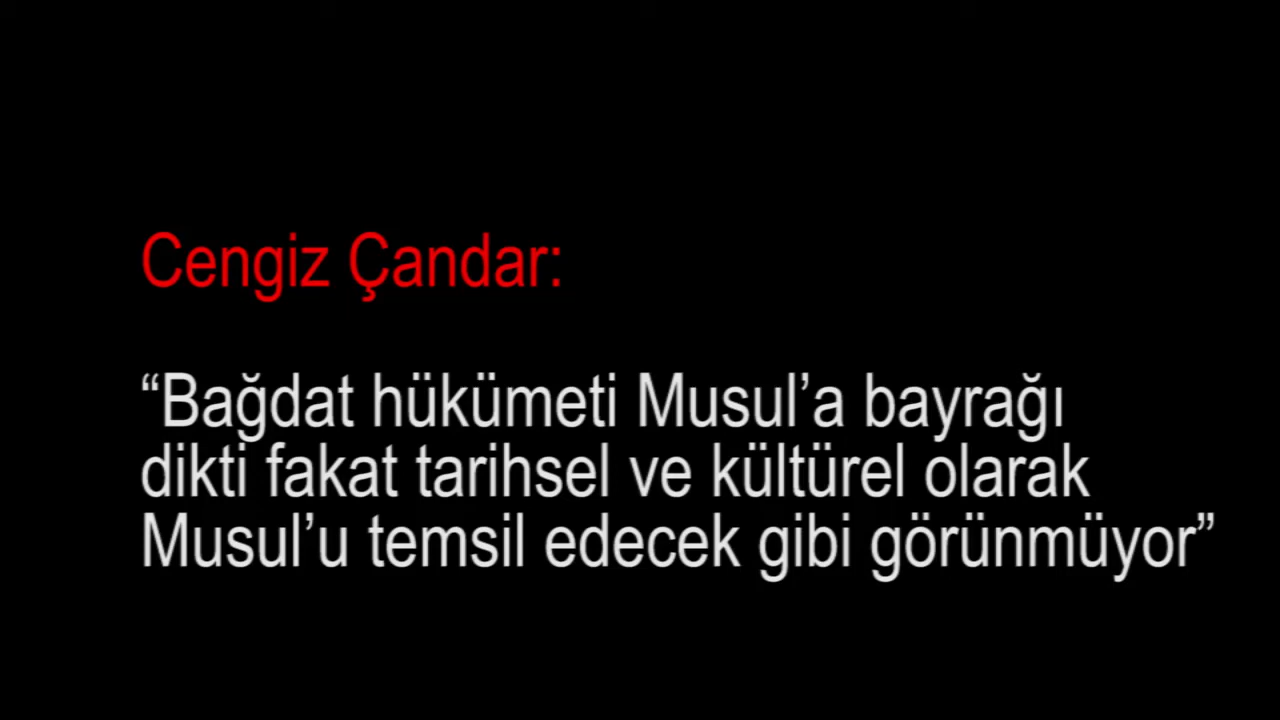 Cengiz Çandar:
“Bağdat hükümeti Musul’a bayrağı
dikti fakat tarihsel ve kültürel olarak
Musul’u temsil edecek gibi görünmüyor”